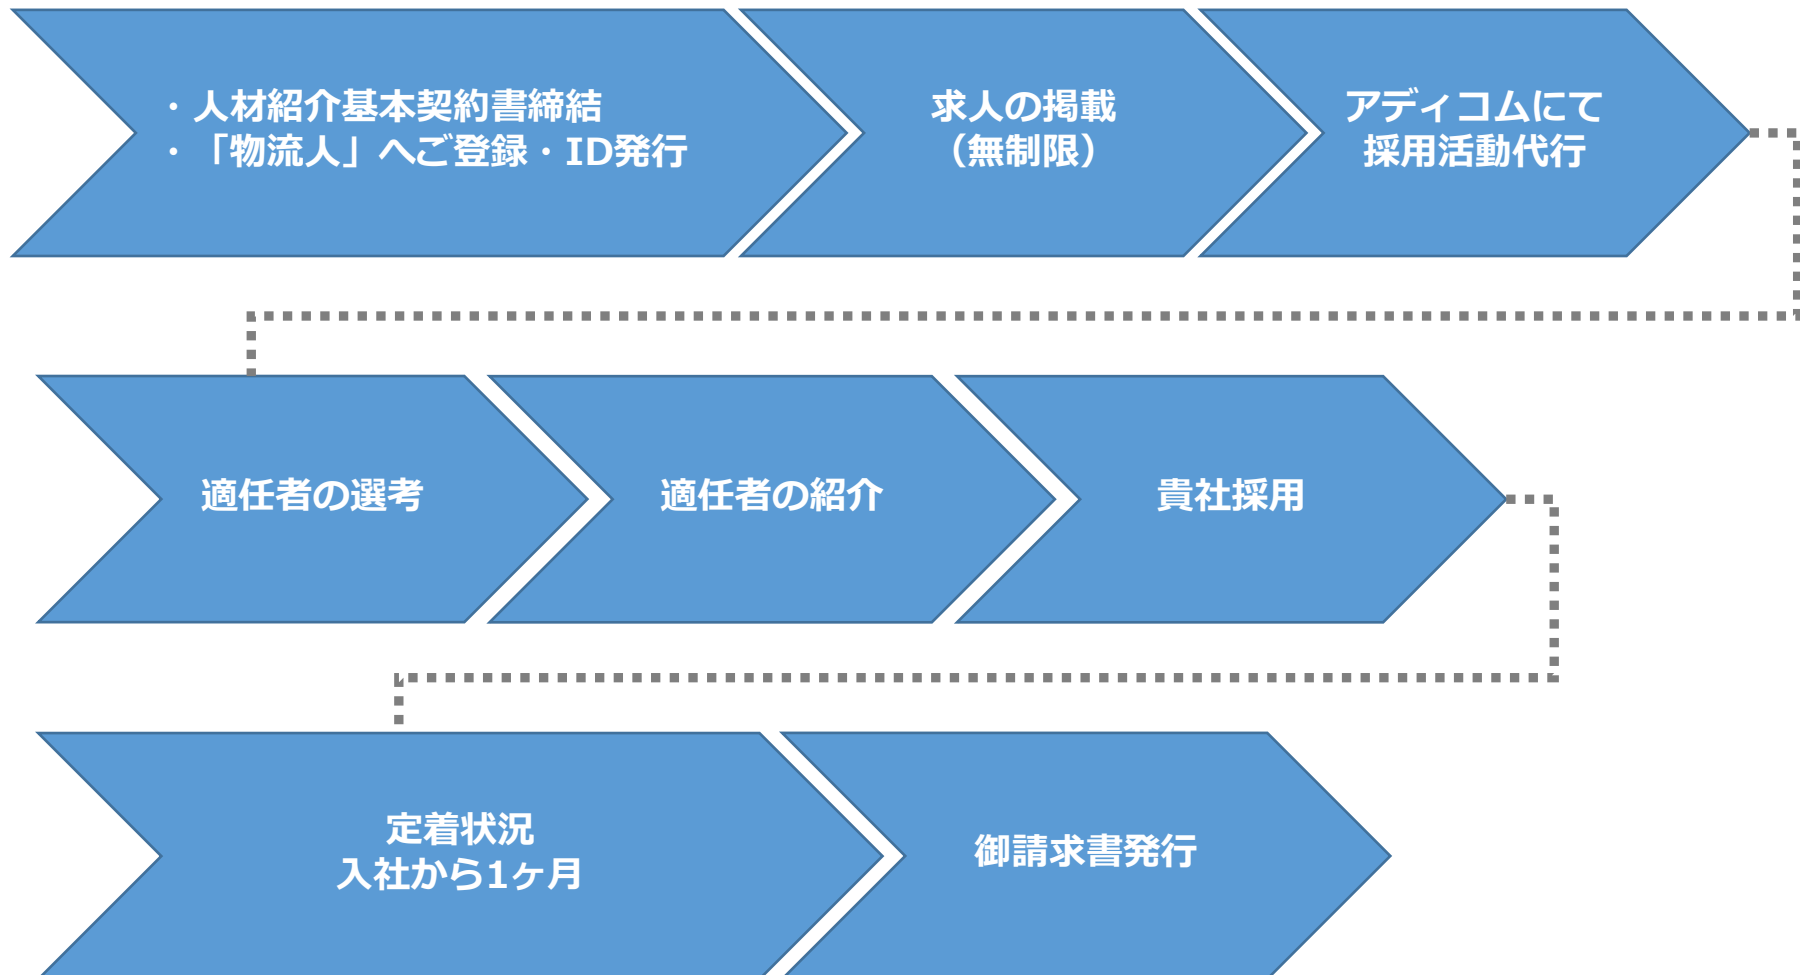 ・人材紹介基本契約書締結
・「物流人」へご登録・ID発行
求人の掲載
（無制限）
アディコムにて
採用活動代行
適任者の選考
適任者の紹介
貴社採用
定着状況
入社から1ヶ月
御請求書発行